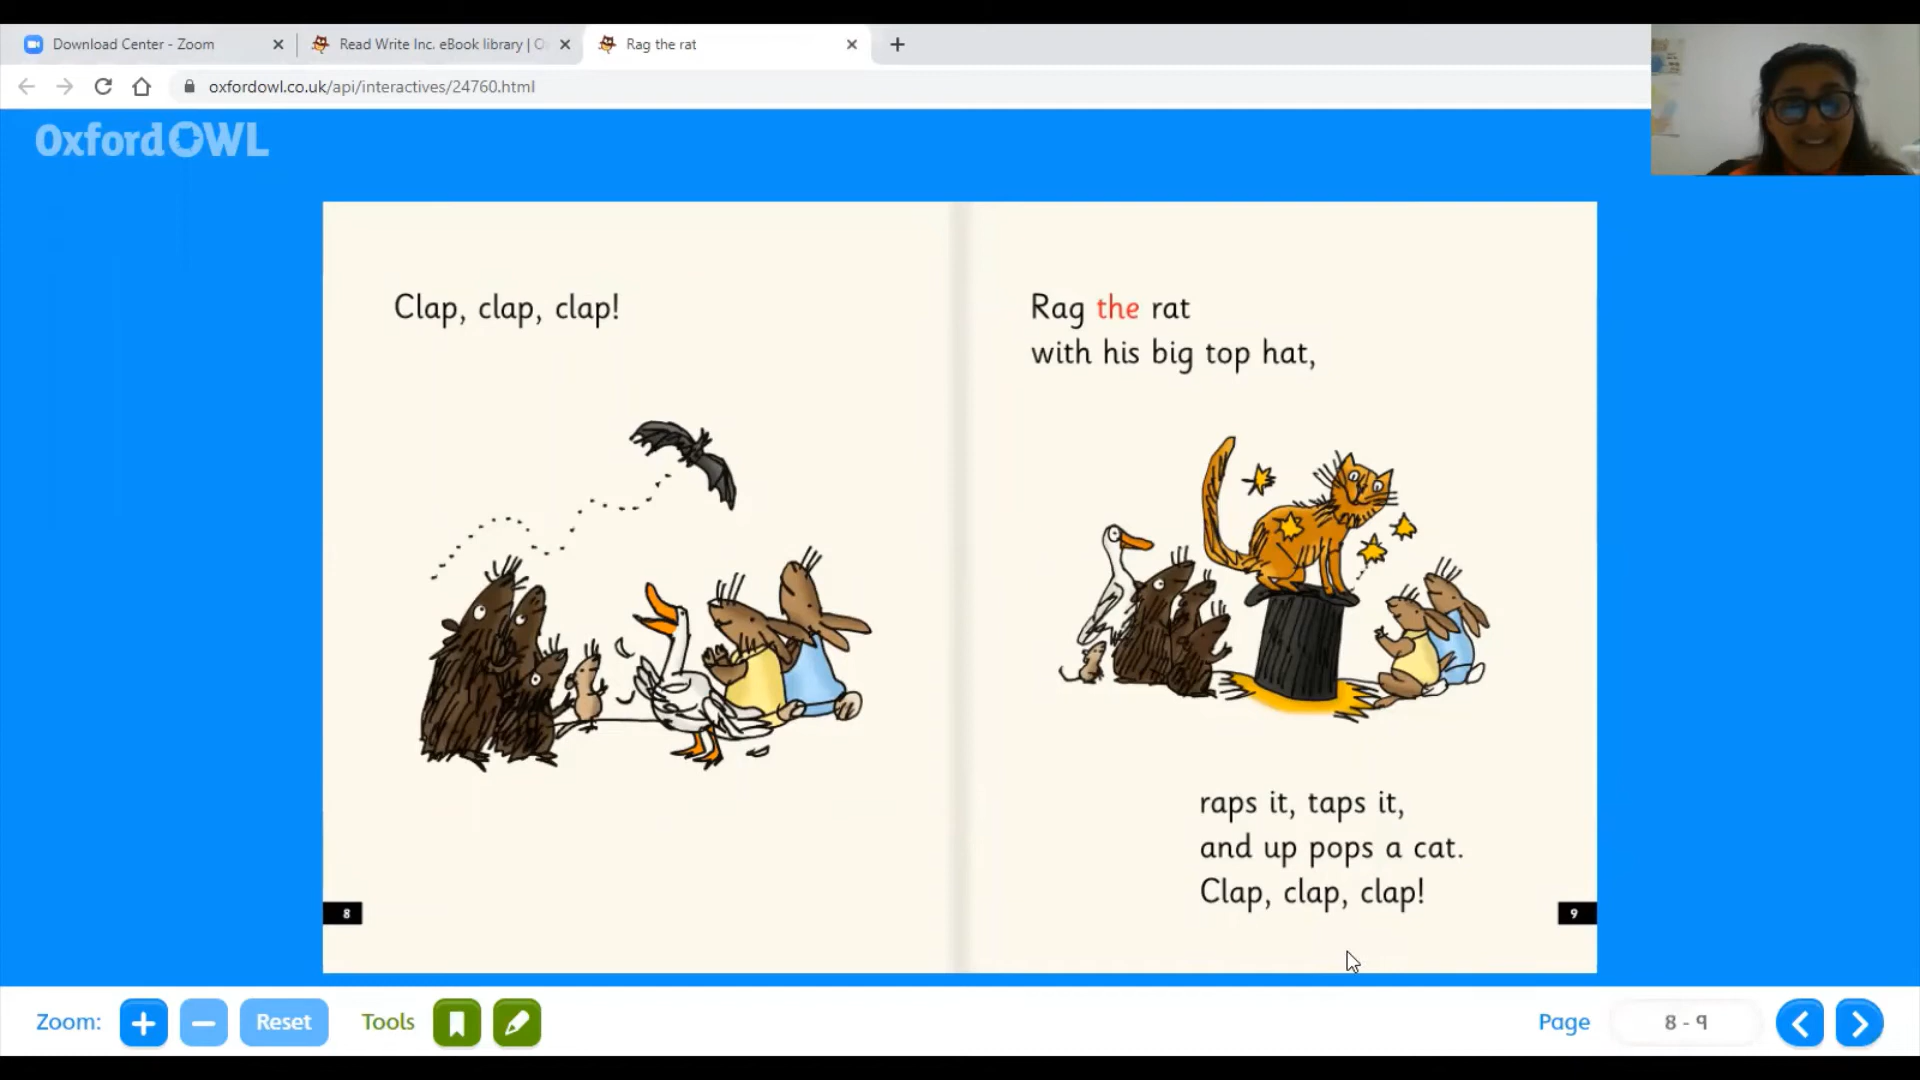 Download Center - Zoom
Read Write Inc. eBook library | O
Rag the rat
oxfordowl.co.uk/api/interactives/24760.html
Oxford OWL
Clap, clap, clap!
8
Rag the rat
with his big top hat,
raps it, taps it,
and up pops a cat.
Clap, clap, clap!
9
Zoom:
Reset
Tools
Page
8 - 9